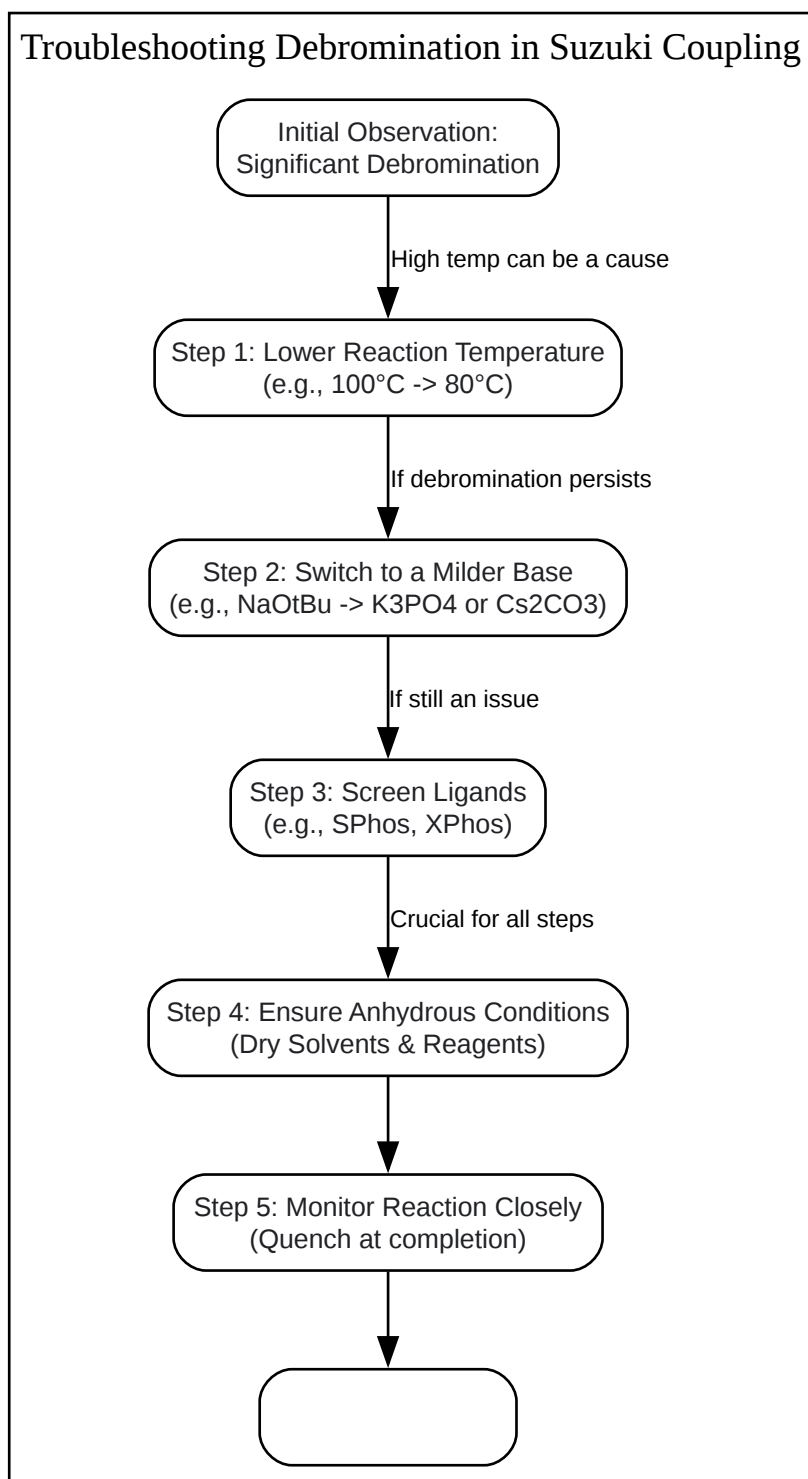 Troubleshooting Debromination in Suzuki Coupling
Initial Observation:
Significant Debromination
High temp can be a cause
Step 1: Lower Reaction Temperature
(e.g., 100°C -> 80°C)
If debromination persists
Step 2: Switch to a Milder Base
(e.g., NaOtBu -> K3PO4 or Cs2CO3)
If still an issue
Step 3: Screen Ligands
(e.g., SPhos, XPhos)
Crucial for all steps
Step 4: Ensure Anhydrous Conditions
(Dry Solvents & Reagents)
Step 5: Monitor Reaction Closely
(Quench at completion)